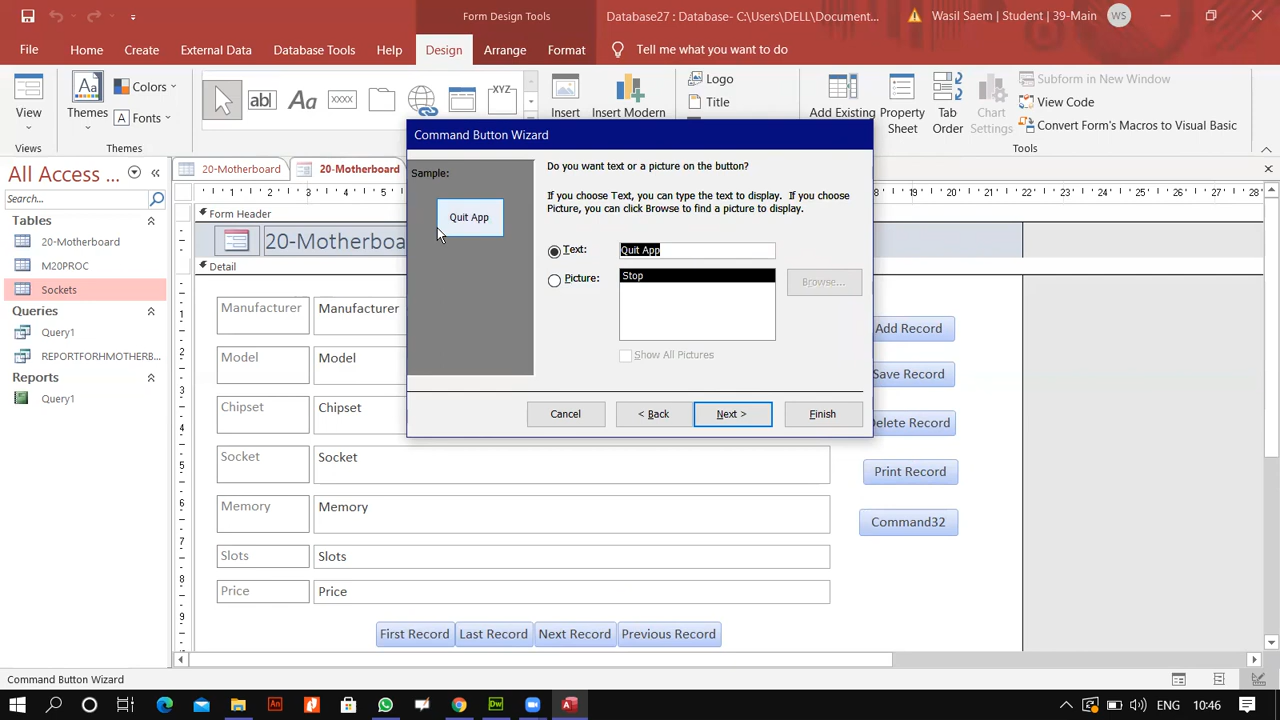 Form Design Tools
Database27 : Database- C:\Users\DELL\Document...
Wasil Saem | Student | 39-Main
WS
File
Home
Create
External Data
Database Tools
Help
Design
Arrange
Format
Tell me what you want to do
View
Themes
Colors
Fonts
ab|
Aa
XXXX
XYZ
Insert
Insert Modern
Logo
Title
Add Existing
Property
Sheet
Tab
Order
Chart
Settings
Subform in New Window
View Code
Convert Form's Macros to Visual Basic
Views
Themes
Tools
All Access ...
Search...
Tables
20-Motherboard
M20PROC
Sockets
Queries
Query1
REPORTFORHMOTHERB...
Reports
Query1
20-Motherboard
20-Motherboard
Form Header
20-Motherboa
Detail
Manufacturer
Manufacturer
Model
Model
Chipset
Chipset
Socket
Socket
Memory
Memory
Slots
Slots
Price
Price
Add Record
Save Record
Delete Record
Print Record
Command32
First Record
Last Record
Next Record
Previous Record
Command Button Wizard
Sample:
Quit App
Do you want text or a picture on the button?
If you choose Text, you can type the text to display. If you choose
Picture, you can click Browse to find a picture to display.
Text:
Quit App
Picture:
Stop
Browse...
Show All Pictures
Cancel
< Back
Next >
Finish
Command Button Wizard
ENG
10:46